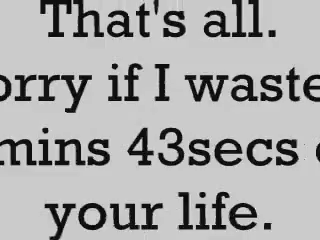 That's all.
orry if I waste
mins 43secs
your life.